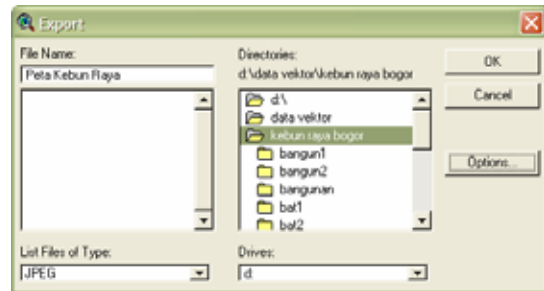 Export
File Name:
Peta Kebun Raya
Directories:
d:\data vektor\kebun raya bogor
OK
Cancel
Options...
d:\
data vektor
kebun raya bogor
bangun1
bangun2
bangunan
bat1
bat2
List Files of Type:
JPEG
Drives:
d: